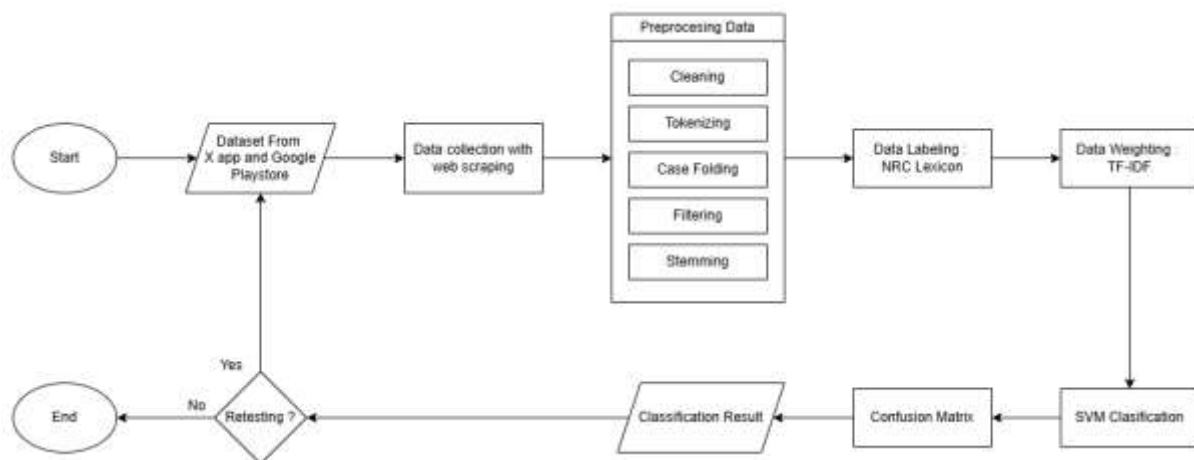 Preprocesing Data
Cleaning
Tokenizing
Case Folding
Filtering
Stemming
Start
Dataset From
X app and Google
Playstore
Data collection with
web scraping
Data Labeling :
NRC Lexicon
Data Weighting :
TF-IDF
Yes
No
End
Retesting ?
Classification Result
Confusion Matrix
SVM Clasification